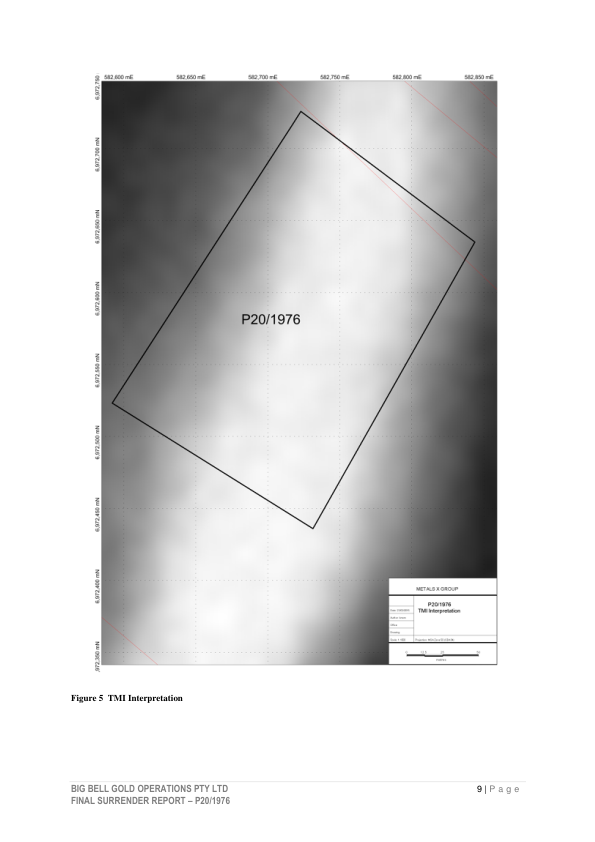 582,600 mE 582,650 mE 582,700 mE 582,750 mE 582,800 mE 582,850 mE
6,972,750
6,972,700 mN
6,972,650 mN
6,972,600 mN
6,972,550 mN
6,972,500 mN
6,972,450 mN
6,972,400 mN
,972,350 mN
P20/1976
METALS X GROUP
P20/1976
TMI Interpretation
Figure 5 TMI Interpretation
BIG BELL GOLD OPERATIONS PTY LTD
FINAL SURRENDER REPORT – P20/1976
9 | P a g e